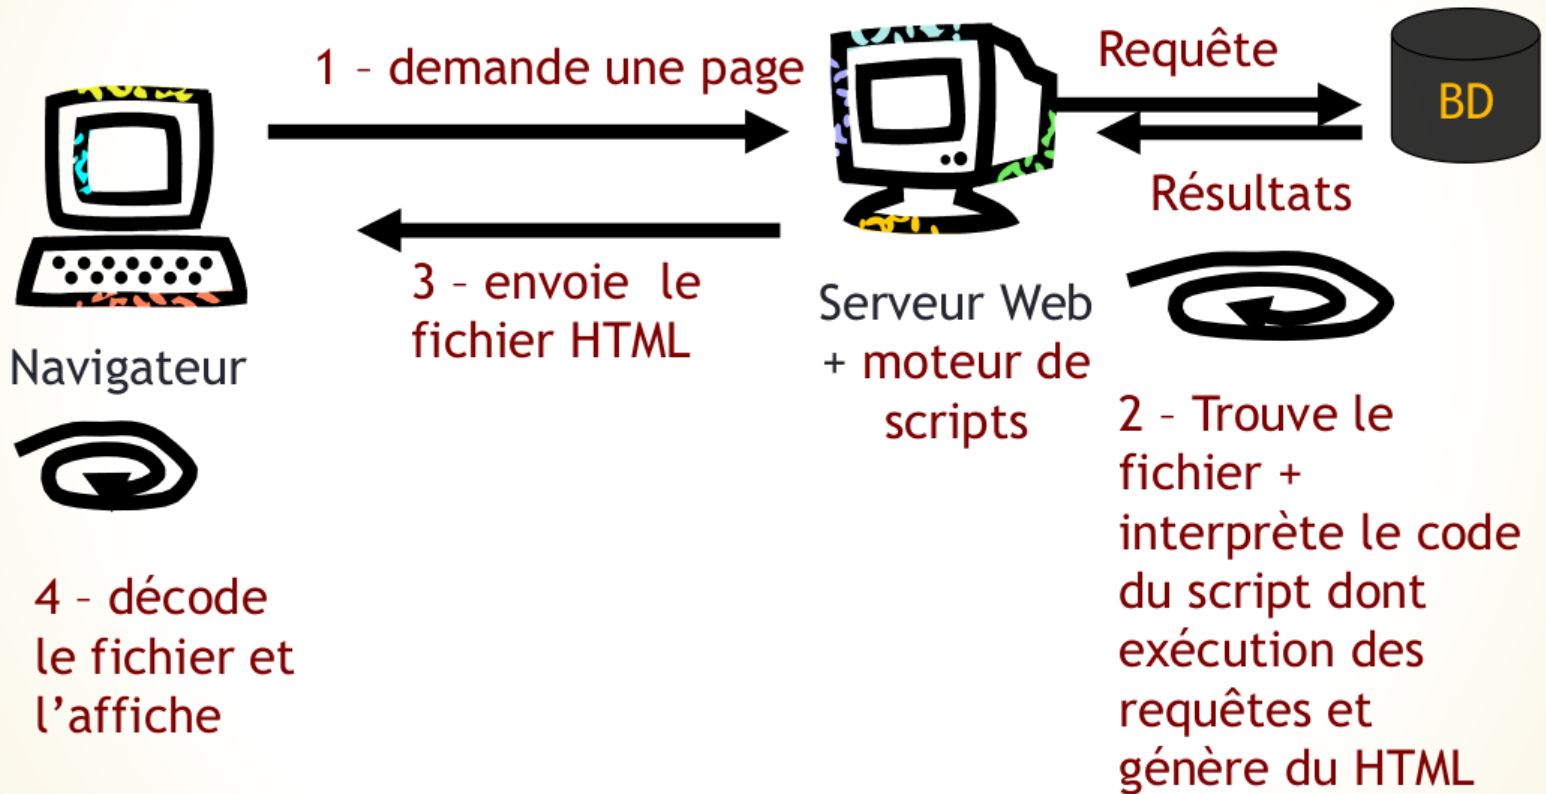 1 – demande une page
Requête
BD
Résultats
3 – envoie le
fichier HTML
Serveur Web
+ moteur de
scripts
Navigateur
2 – Trouve le
fichier +
interprète le code
du script dont
exécution des
requêtes et
génère du HTML
4 – décode
le fichier et
l’affiche